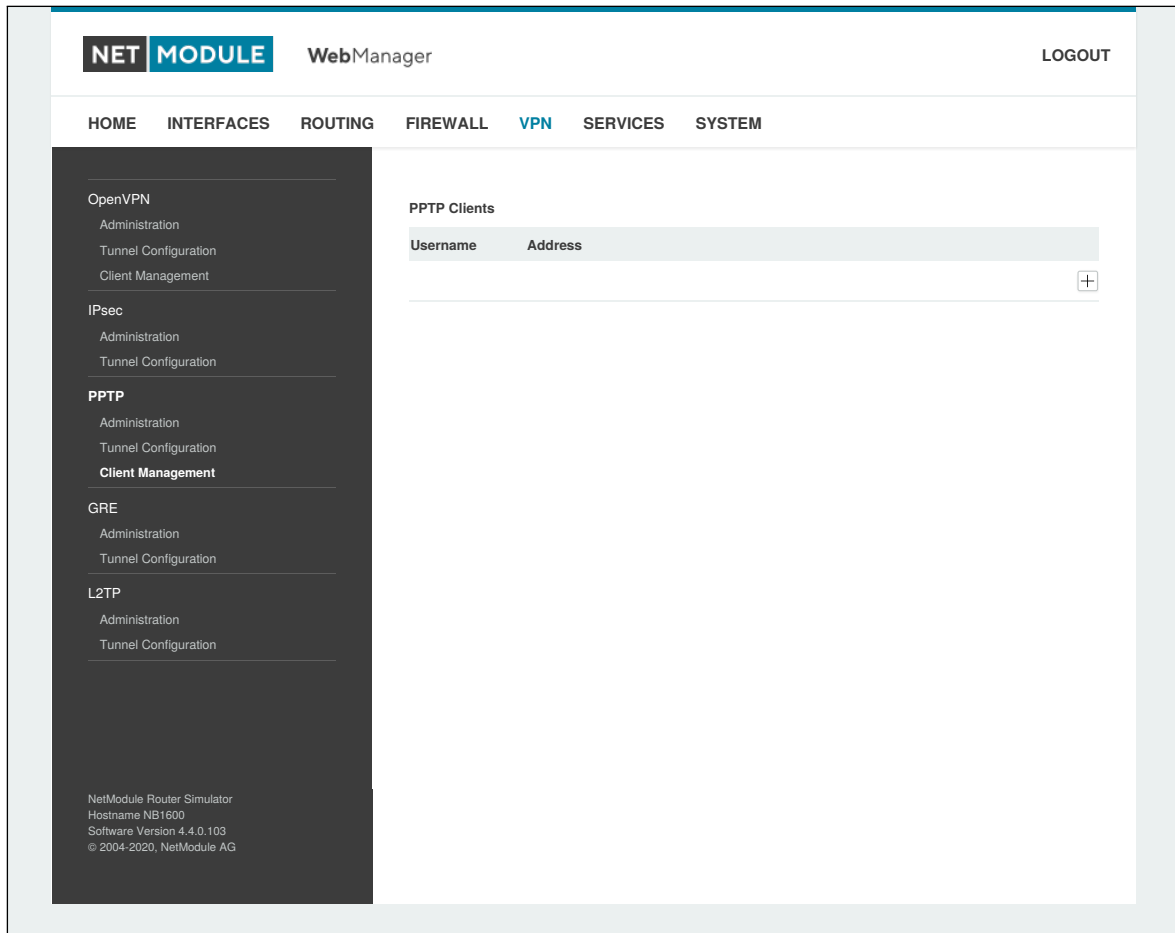 NET MODULE WebManager LOGOUT
HOME INTERFACES ROUTING FIREWALL VPN SERVICES SYSTEM
OpenVPN
Administration
Tunnel Configuration
Client Management
IPsec
Administration
Tunnel Configuration
PPTP
Administration
Tunnel Configuration
Client Management
GRE
Administration
Tunnel Configuration
L2TP
Administration
Tunnel Configuration
NetModule Router Simulator
Hostname NB1600
Software Version 4.4.0.103
© 2004-2020, NetModule AG
PPTP Clients
Username Address